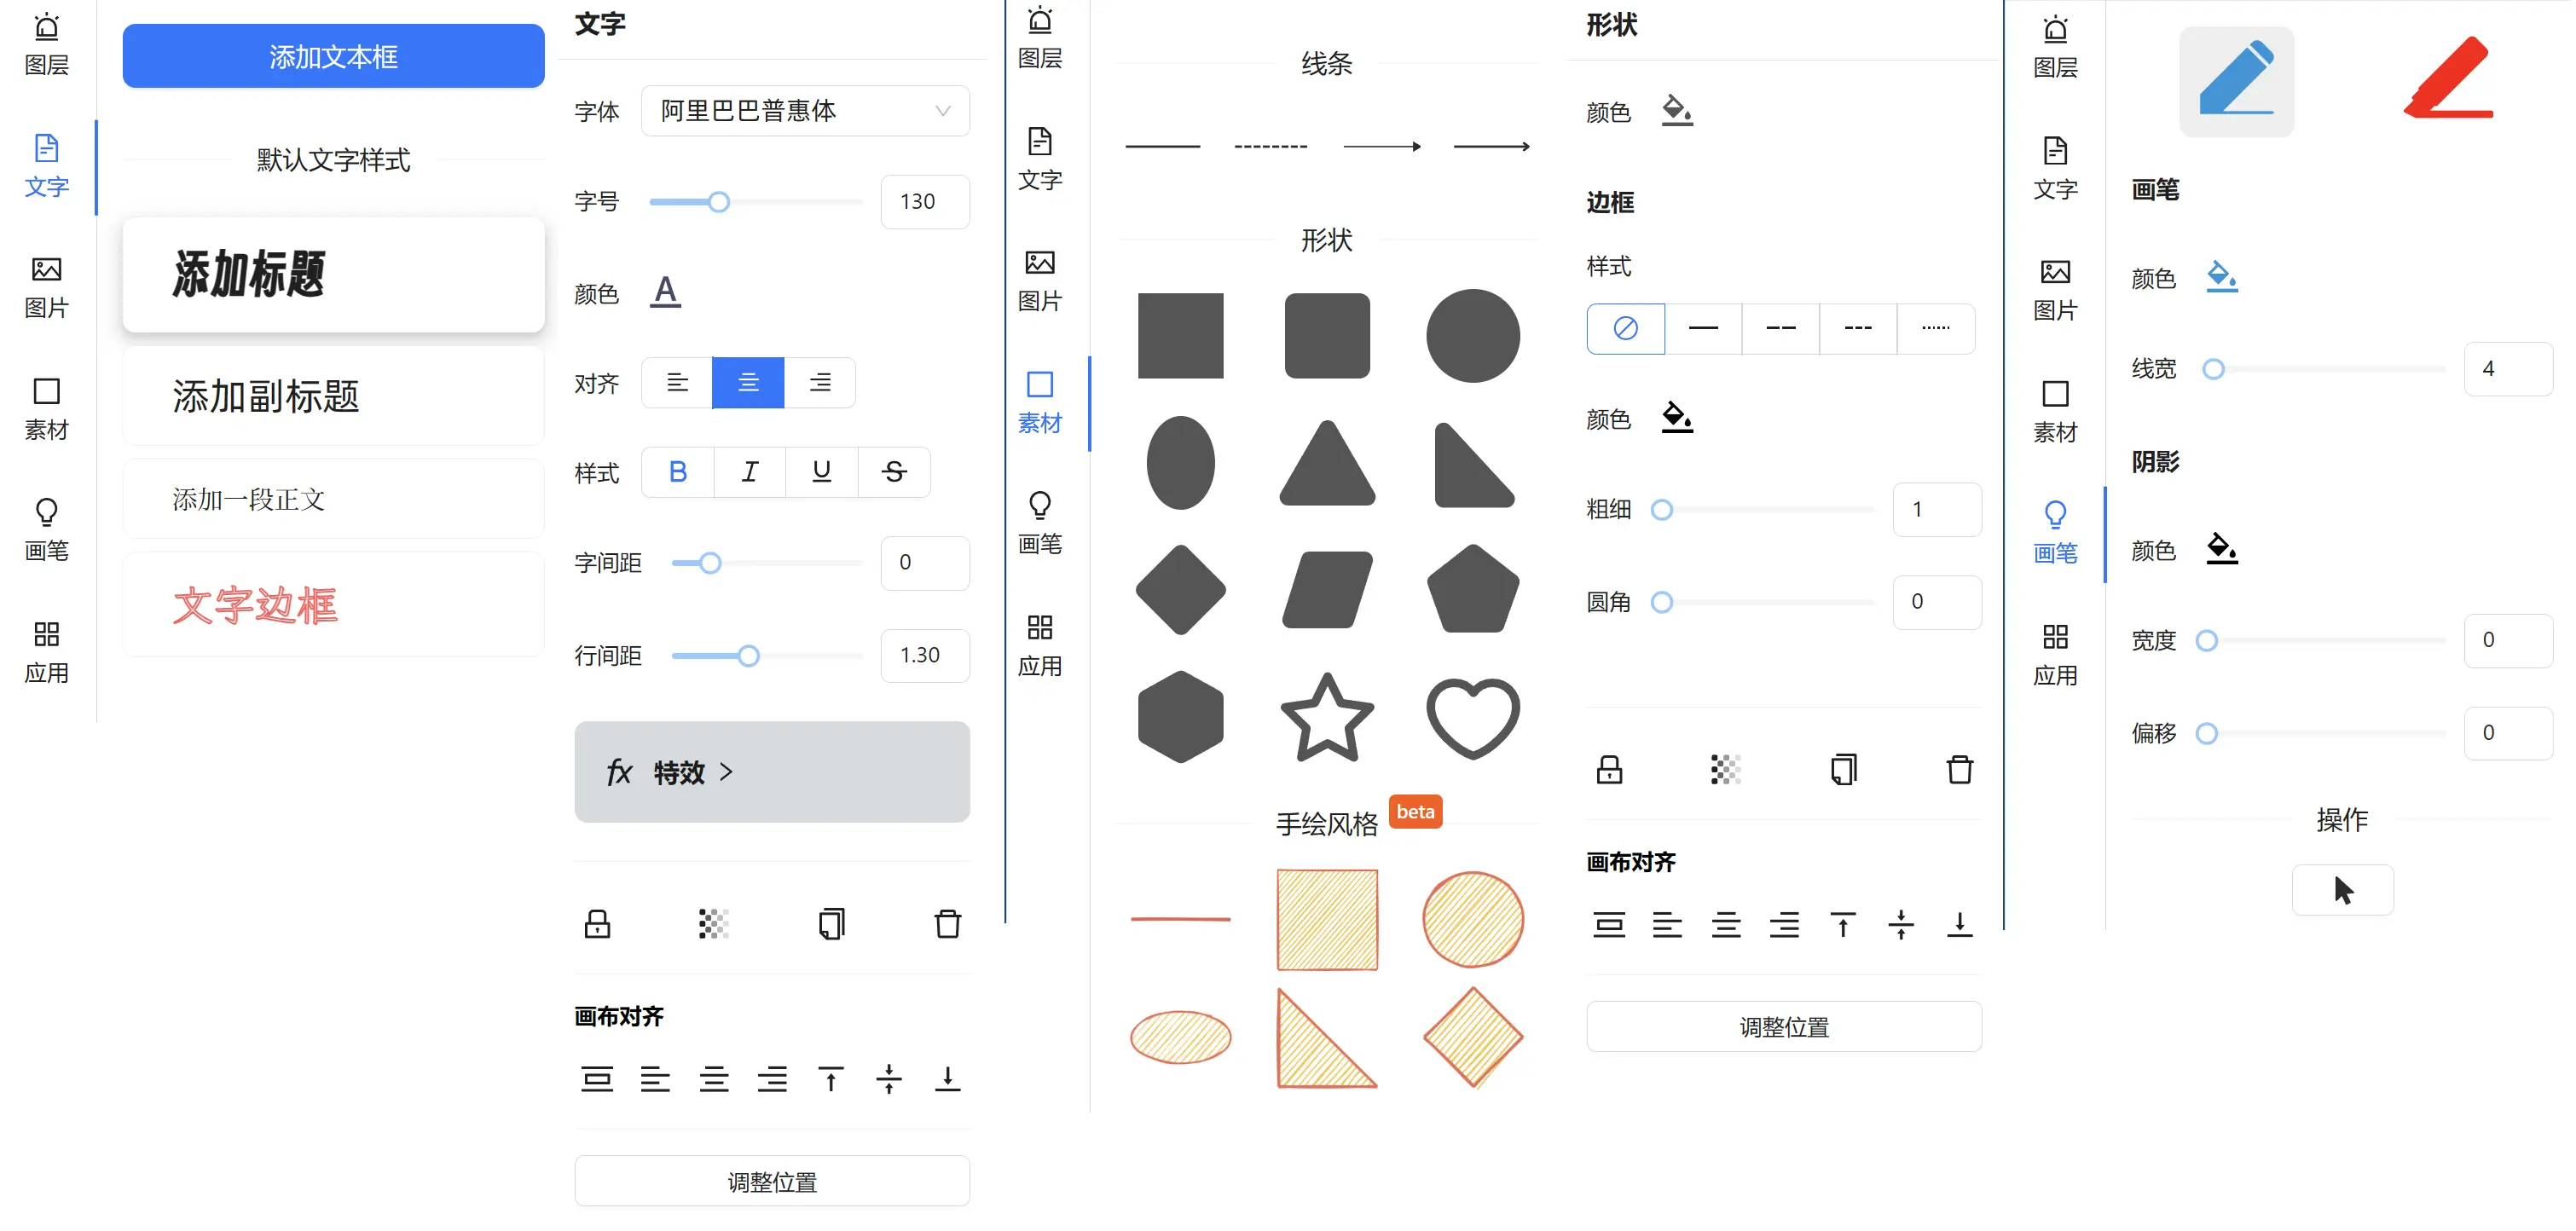 图层
文字
图片
素材
画笔
应用
添加文本框
默认文字样式
添加标题
添加副标题
添加一段正文
文字边框
文字
字体 阿里巴巴普惠体
字号 130
颜色 A
对齐
样式 B I U S
字间距 0
行间距 1.30
fx 特效 >
画布对齐
调整位置
图层
文字
图片
素材
画笔
应用
线条
形状
手绘风格 beta
形状
颜色
边框
样式
颜色
粗细 1
圆角 0
画布对齐
调整位置
图层
文字
图片
素材
画笔
应用
画笔
颜色
线宽 4
阴影
颜色
宽度 0
偏移 0
操作